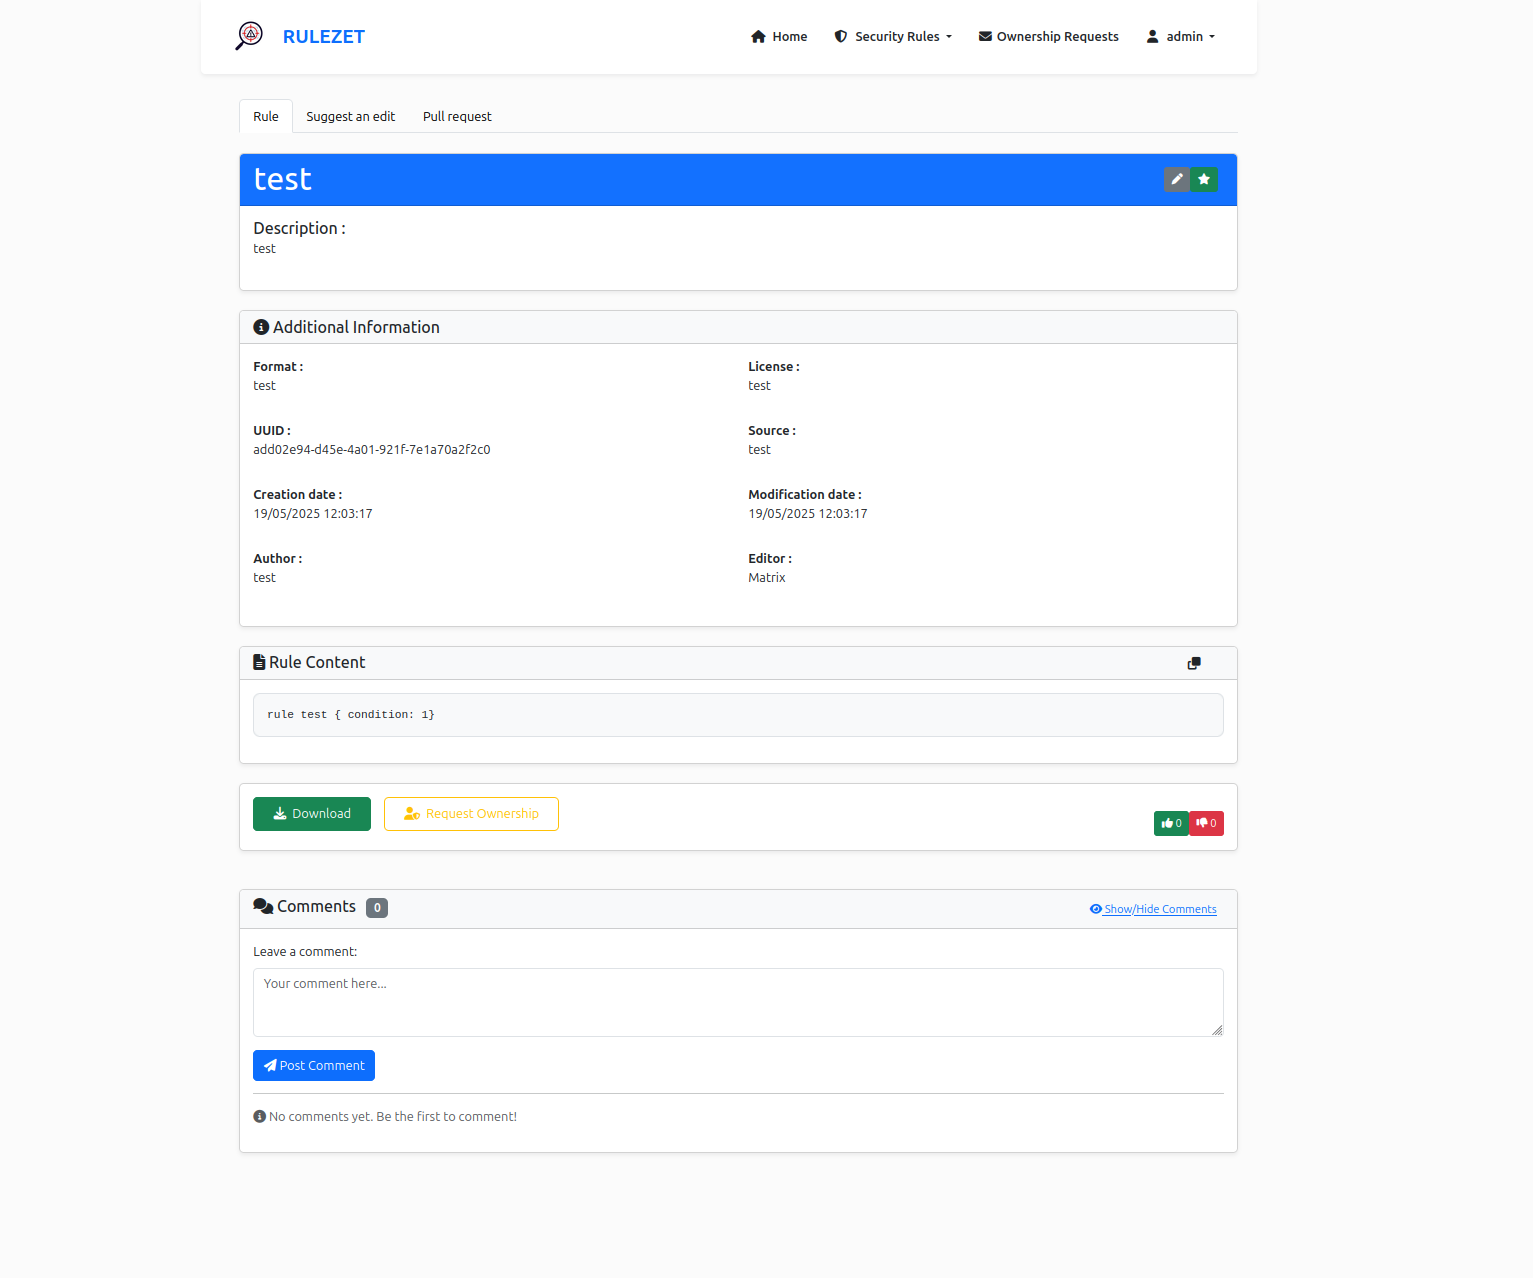 RULEZET
Home
Security Rules
Ownership Requests
admin
Rule
Suggest an edit
Pull request
test
Description :
test
Additional Information
Format :
test
License :
test
UUID :
add02e94-d45e-4a01-921f-7e1a70a2f2c0
Source :
test
Creation date :
19/05/2025 12:03:17
Modification date :
19/05/2025 12:03:17
Author :
test
Editor :
Matrix
Rule Content
rule test { condition: 1}
Download
Request Ownership
0
0
Comments 0
Show/Hide Comments
Leave a comment:
Your comment here...
Post Comment
No comments yet. Be the first to comment!